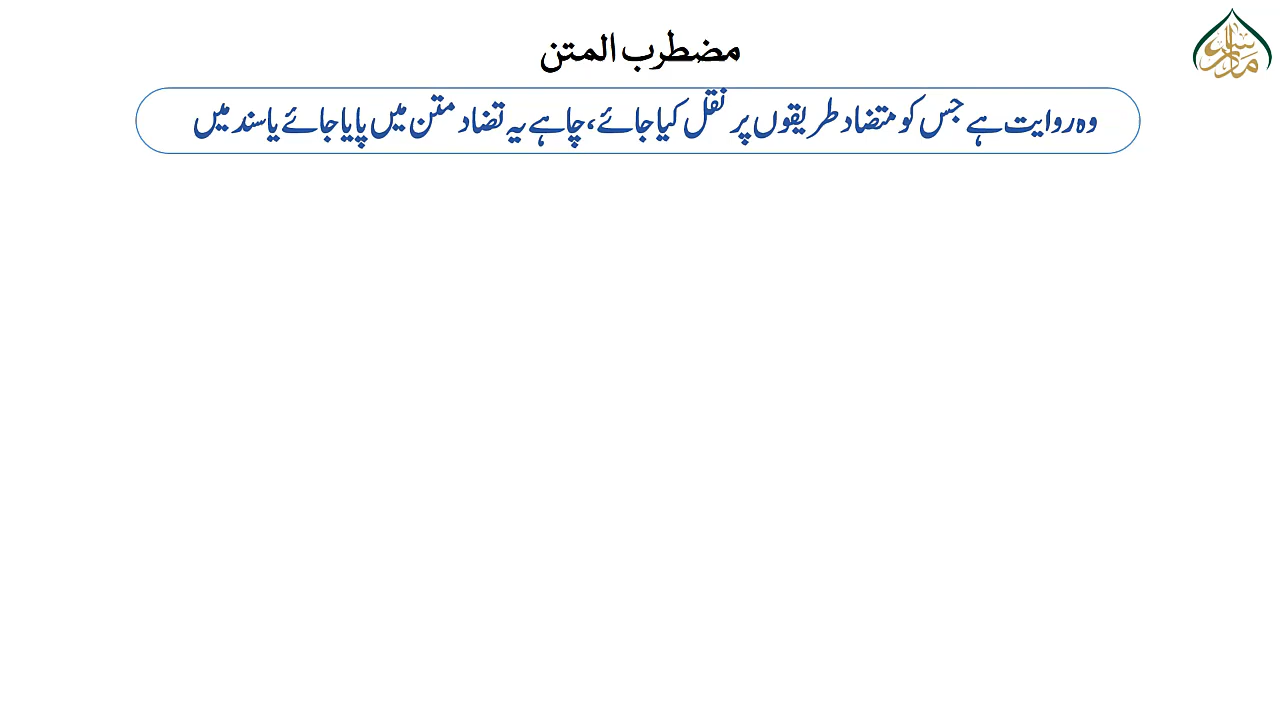 مضطرب المتن
وہ روایت ہے جس کو متضاد طریقوں پر نقل کیا جائے، چاہے یہ تضاد متن میں پایا جائے یا سند میں